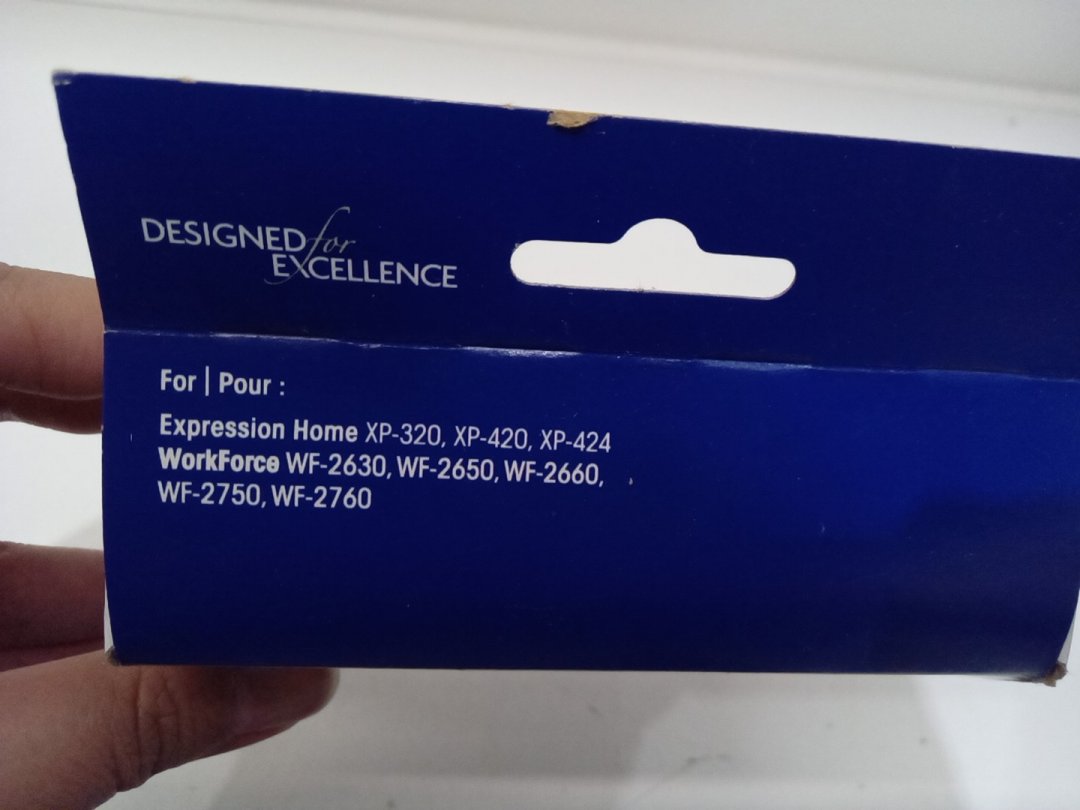 DESIGNED for
EXCELLENCE
For | Pour :
Expression Home XP-320, XP-420, XP-424
WorkForce WF-2630, WF-2650, WF-2660,
WF-2750, WF-2760